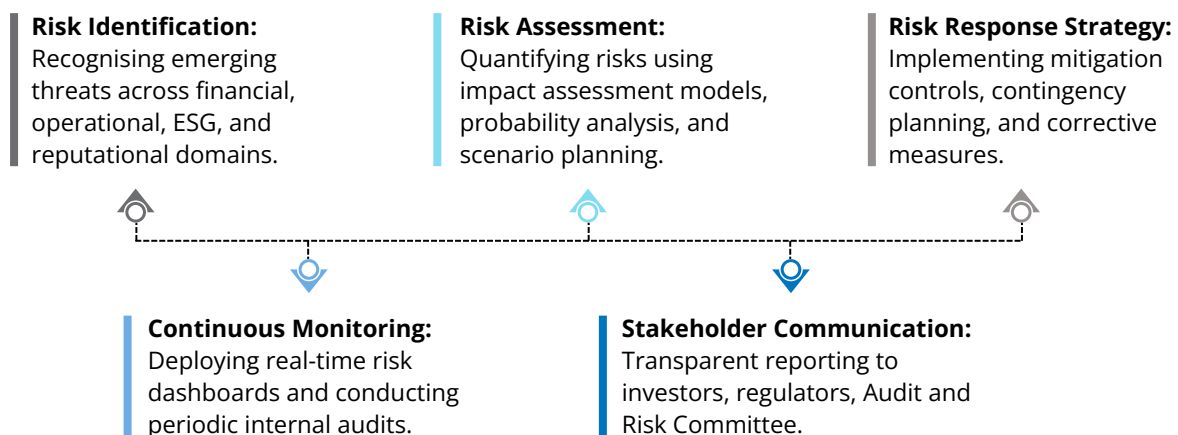 Risk Identification:
Recognising emerging
threats across financial,
operational, ESG, and
reputational domains.
Risk Assessment:
Quantifying risks using
impact assessment models,
probability analysis, and
scenario planning.
Risk Response Strategy:
Implementing mitigation
controls, contingency
planning, and corrective
measures.
Continuous Monitoring:
Deploying real-time risk
dashboards and conducting
periodic internal audits.
Stakeholder Communication:
Transparent reporting to
investors, regulators, Audit and
Risk Committee.